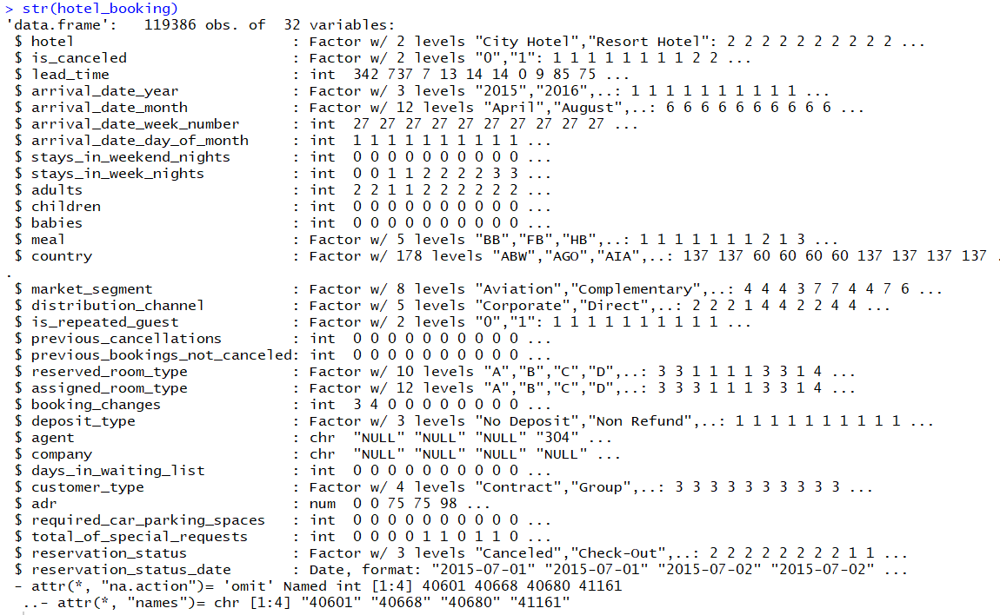 > str(hotel_booking)
'data.frame':   119386 obs. of  32 variables:
 $ hotel                         : Factor w/ 2 levels "City Hotel","Resort Hotel": 2 2 2 2 2 2 2 2 2 2 ...
 $ is_canceled                   : Factor w/ 2 levels "0","1": 1 1 1 1 1 1 1 1 2 2 ...
 $ lead_time                     : int  342 737 7 13 14 14 0 9 85 75 ...
 $ arrival_date_year             : Factor w/ 3 levels "2015","2016",..: 1 1 1 1 1 1 1 1 1 1 ...
 $ arrival_date_month            : Factor w/ 12 levels "April","August",..: 6 6 6 6 6 6 6 6 6 6 ...
 $ arrival_date_week_number      : int  27 27 27 27 27 27 27 27 27 27 ...
 $ arrival_date_day_of_month     : int  1 1 1 1 1 1 1 1 1 1 ...
 $ stays_in_weekend_nights       : int  0 0 0 0 0 0 0 0 0 0 ...
 $ stays_in_week_nights          : int  0 0 1 1 2 2 2 2 3 3 ...
 $ adults                        : int  2 2 1 1 2 2 2 2 2 2 ...
 $ children                      : int  0 0 0 0 0 0 0 0 0 0 ...
 $ babies                        : int  0 0 0 0 0 0 0 0 0 0 ...
 $ meal                          : Factor w/ 5 levels "BB","FB","HB",..: 1 1 1 1 1 1 1 2 1 3 ...
 $ country                       : Factor w/ 178 levels "ABW","AGO","AIA",..: 137 137 60 60 60 60 137 137 137 137 .
.
 $ market_segment                : Factor w/ 8 levels "Aviation","Complementary",..: 4 4 4 3 7 7 4 4 7 6 ...
 $ distribution_channel          : Factor w/ 5 levels "Corporate","Direct",..: 2 2 2 1 4 4 2 2 4 4 ...
 $ is_repeated_guest             : Factor w/ 2 levels "0","1": 1 1 1 1 1 1 1 1 1 1 ...
 $ previous_cancellations        : int  0 0 0 0 0 0 0 0 0 0 ...
 $ previous_bookings_not_canceled: int  0 0 0 0 0 0 0 0 0 0 ...
 $ reserved_room_type            : Factor w/ 10 levels "A","B","C","D",..: 3 3 1 1 1 1 3 3 1 4 ...
 $ assigned_room_type            : Factor w/ 12 levels "A","B","C","D",..: 3 3 3 1 1 1 3 3 1 4 ...
 $ booking_changes               : int  3 4 0 0 0 0 0 0 0 0 ...
 $ deposit_type                  : Factor w/ 3 levels "No Deposit","Non Refund",..: 1 1 1 1 1 1 1 1 1 1 ...
 $ agent                         : chr  "NULL" "NULL" "NULL" "304" ...
 $ company                       : chr  "NULL" "NULL" "NULL" "NULL" ...
 $ days_in_waiting_list          : int  0 0 0 0 0 0 0 0 0 0 ...
 $ customer_type                 : Factor w/ 4 levels "Contract","Group",..: 3 3 3 3 3 3 3 3 3 3 ...
 $ adr                           : num  0 0 75 75 98 ...
 $ required_car_parking_spaces   : int  0 0 0 0 0 0 0 0 0 0 ...
 $ total_of_special_requests     : int  0 0 0 0 1 1 0 1 1 0 ...
 $ reservation_status            : Factor w/ 3 levels "Canceled","Check-Out",..: 2 2 2 2 2 2 2 2 1 1 ...
 $ reservation_status_date       : Date, format: "2015-07-01" "2015-07-01" "2015-07-02" "2015-07-02" ...
 - attr(*, "na.action")= 'omit' Named int [1:4] 40601 40668 40680 41161
  ..- attr(*, "names")= chr [1:4] "40601" "40668" "40680" "41161"